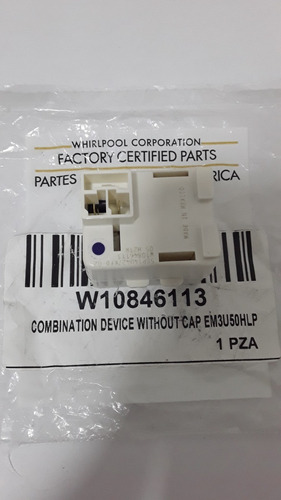 WHIRLPOOL CORPORATION
FACTORY CERTIFIED PARTS
PARTES
RICA
W10846113
COMBINATION DEVICE WITHOUT CAP EM3U50HLP
1 PZA